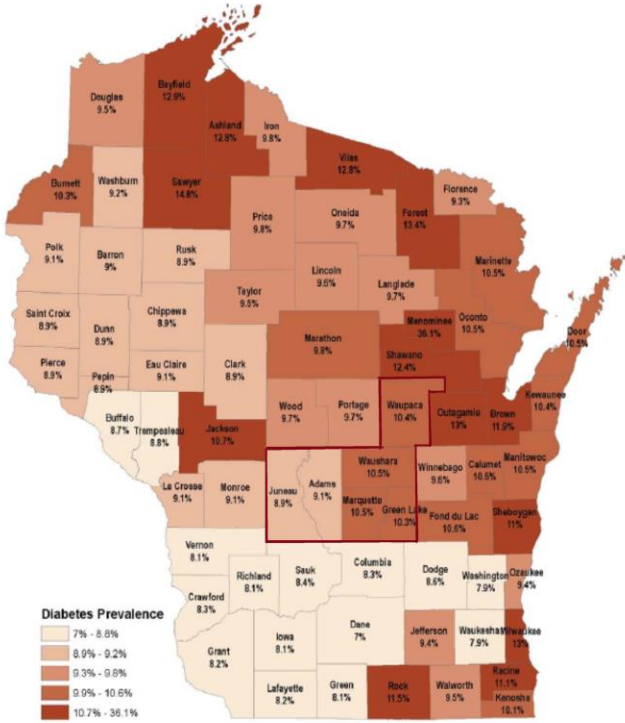 Bayfield
12.9%
Douglas
9.5%
Ashland
12.8%
Iron
9.8%
Vilas
12.8%
Burnett
10.3%
Washburn
9.2%
Sawyer
14.8%
Florence
9.3%
Price
9.8%
Oneida
9.7%
Forest
13.4%
Polk
9.1%
Barron
9%
Rusk
8.9%
Marinette
10.5%
Lincoln
9.6%
Taylor
9.5%
Langlade
9.7%
Saint Croix
8.9%
Dunn
8.9%
Chippewa
8.9%
Menominee
36.1%
Oconto
10.5%
Door
10.5%
Marathon
9.8%
Shawano
12.4%
Pierce
8.9%
Eau Claire
9.1%
Clark
8.9%
Pepin
8.9%
Buffalo
8.7%
Trempealeau
8.8%
Jackson
10.7%
Wood
9.7%
Portage
9.7%
Waupaca
10.4%
Outagamie
13%
Brown
11.9%
Kewaunee
10.4%
Waushara
10.5%
Winnebago
9.6%
Calumet
10.5%
Manitowoc
10.5%
La Crosse
9.1%
Monroe
9.1%
Juneau
8.9%
Adams
9.1%
Marquette
10.5%
Green Lake
10.3%
Fond du Lac
10.6%
Sheboygan
11%
Vernon
8.1%
Richland
8.1%
Sauk
8.4%
Columbia
8.3%
Dodge
8.6%
Washington
7.9%
Ozaukee
9.4%
Crawford
8.3%
Diabetes Prevalence
7% - 8.8%
8.9% - 9.2%
9.3% - 9.8%
9.9% - 10.6%
10.7% - 36.1%
Grant
8.2%
Iowa
8.1%
Dane
7%
Jefferson
9.4%
Waukesha
7.9%
Milwaukee
13%
Lafayette
8.2%
Green
8.1%
Rock
11.5%
Walworth
9.5%
Racine
11.1%
Kenosha
10.1%